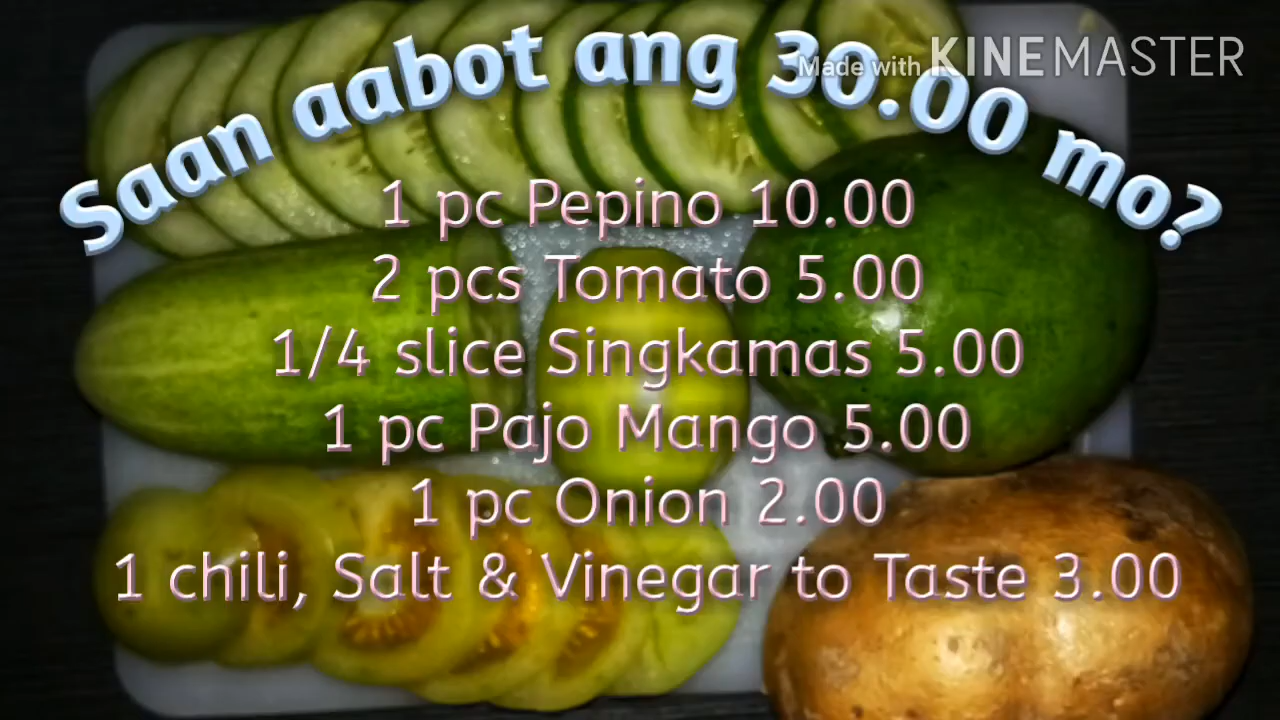 Made with KINEMASTER
Saan aabot ang 30.00 mo?
1 pc Pepino 10.00
2 pcs Tomato 5.00
1/4 slice Singkamas 5.00
1 pc Pajo Mango 5.00
1 pc Onion 2.00
1 chili, Salt & Vinegar to Taste 3.00